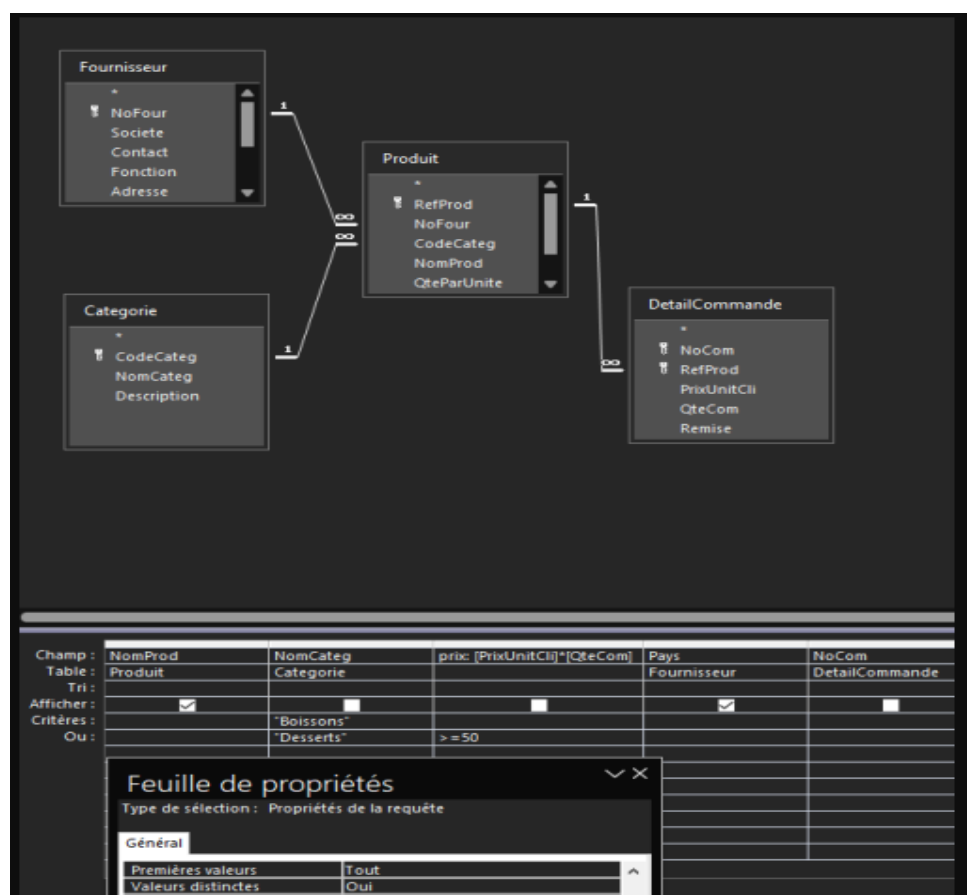 Fournisseur
*
NoFour
Societe
Contact
Fonction
Adresse
1
∞
Produit
*
RefProd
NoFour
CodeCateg
NomProd
QteParUnite
1
∞
Categorie
*
CodeCateg
NomCateg
Description
1
∞
DetailCommande
*
NoCom
RefProd
PrixUnitCli
QteCom
Remise
Champ : NomProd NomCateg prix: [PrixUnitCli]*[QteCom] Pays NoCom
Table : Produit Categorie Fournisseur DetailCommande
Tri :
Afficher :
Critères : "Boissons"
Ou : "Desserts" >=50
Feuille de propriétés
Type de sélection : Propriétés de la requête
Général
Premières valeurs Tout
Valeurs distinctes Oui